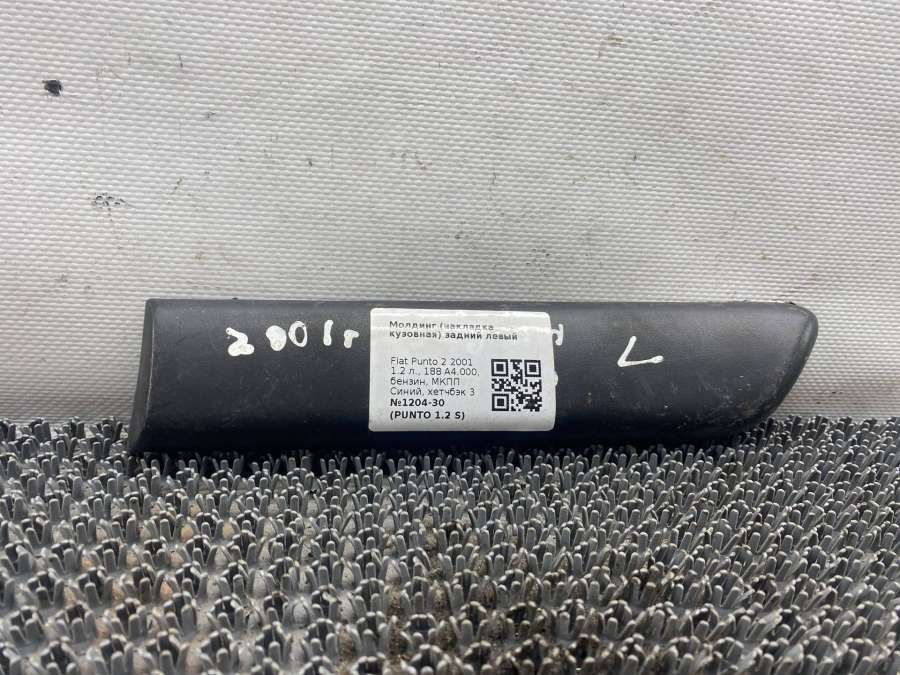 2001г
L
Молдинг (накладка
кузовная) задний левый
Fiat Punto 2 2001
1.2 л., 188 A4.000,
бензин, МКПП
Синий, хетчбэк 3
№1204-30
(PUNTO 1.2 S)